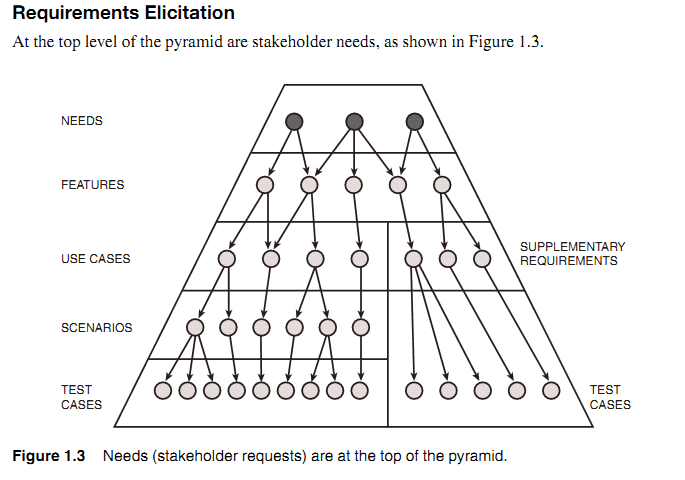 Requirements Elicitation
At the top level of the pyramid are stakeholder needs, as shown in Figure 1.3.
NEEDS
FEATURES
USE CASES
SUPPLEMENTARY
REQUIREMENTS
SCENARIOS
TEST
CASES
TEST
CASES
Figure 1.3 Needs (stakeholder requests) are at the top of the pyramid.